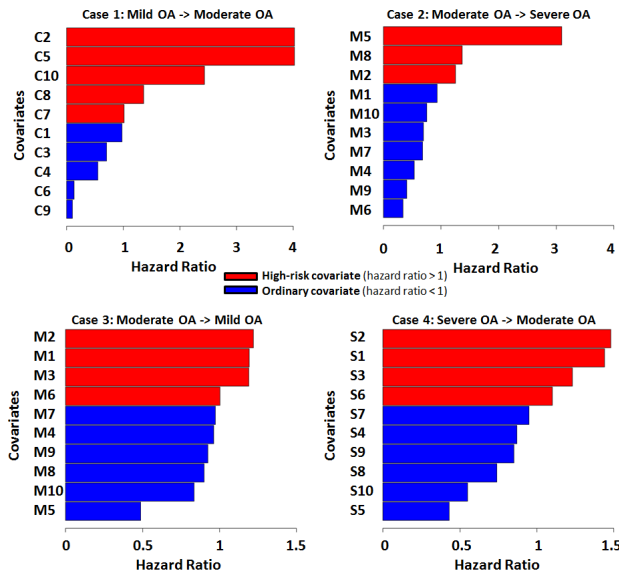 Case 1: Mild OA -> Moderate OA
Covariates
C2
C5
C10
C8
C7
C1
C3
C4
C6
C9
0 1 2 3 4
Hazard Ratio
Case 2: Moderate OA -> Severe OA
Covariates
M5
M8
M2
M1
M10
M3
M7
M4
M9
M6
0 1 2 3 4
Hazard Ratio
High-risk covariate (hazard ratio > 1)
Ordinary covariate (hazard ratio < 1)
Case 3: Moderate OA -> Mild OA
Covariates
M2
M1
M3
M6
M7
M4
M9
M8
M10
M5
0 0.5 1 1.5
Hazard Ratio
Case 4: Severe OA -> Moderate OA
Covariates
S2
S1
S3
S6
S7
S4
S9
S8
S10
S5
0 0.5 1 1.5
Hazard Ratio